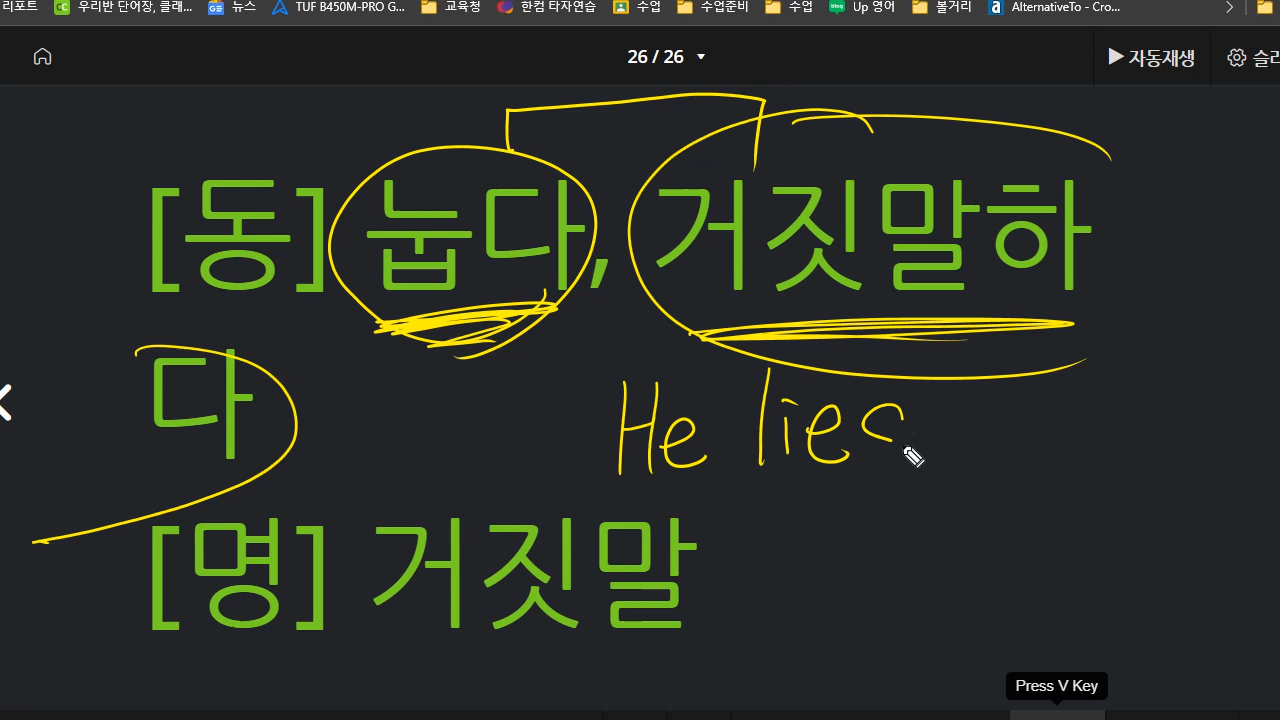 리포트 우리반 단어장, 클래... 뉴스 TUF B450M-PRO G... 교육청 한컴 타자연습 수업 수업준비 수업 Up 영어 볼거리 AlternativeTo - Cro...
26 / 26 자동재생 슬라
[동] 눕다, 거짓말하
다
He lies
[명] 거짓말
Press V Key